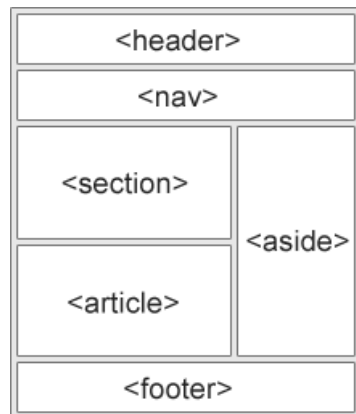 <header>
<nav>
<section>
<aside>
<article>
<footer>